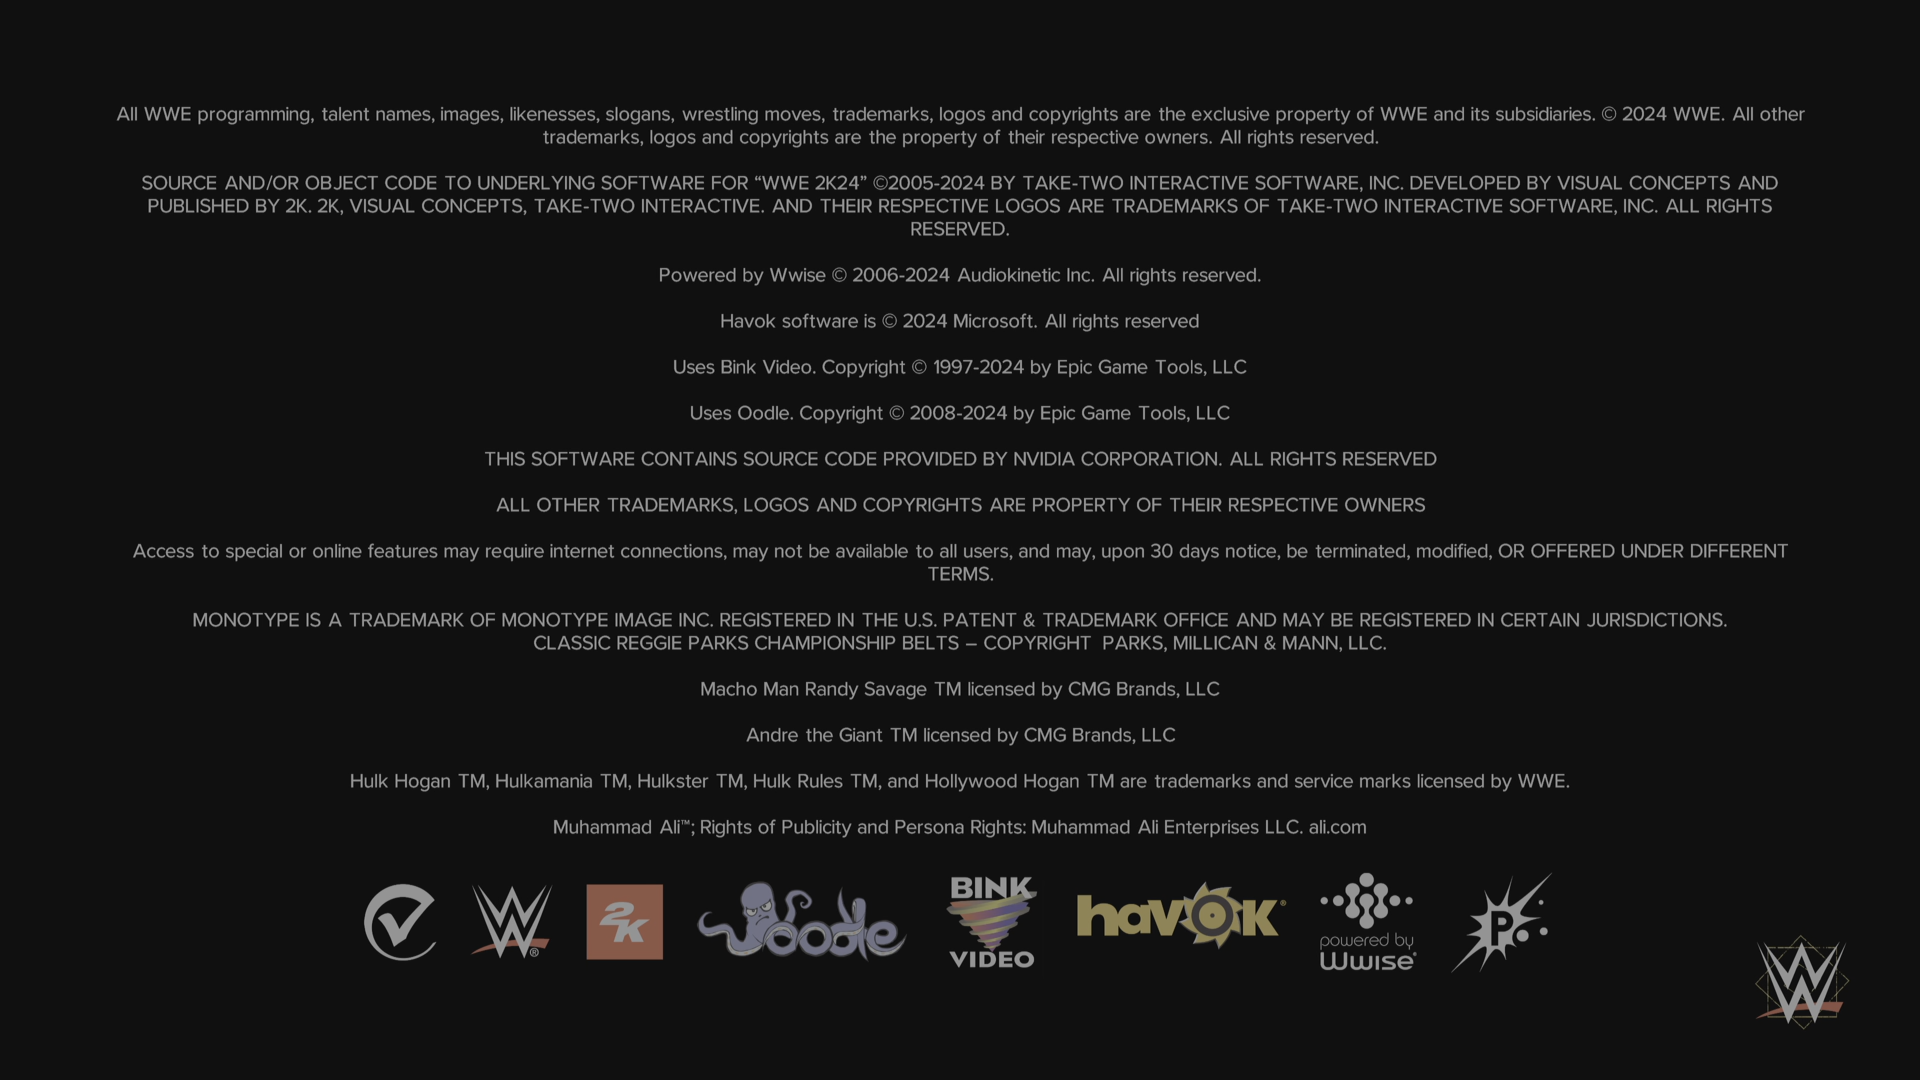 All WWE programming, talent names, images, likenesses, slogans, wrestling moves, trademarks, logos and copyrights are the exclusive property of WWE and its subsidiaries. © 2024 WWE. All other
trademarks, logos and copyrights are the property of their respective owners. All rights reserved.
SOURCE AND/OR OBJECT CODE TO UNDERLYING SOFTWARE FOR “WWE 2K24” ©2005-2024 BY TAKE-TWO INTERACTIVE SOFTWARE, INC. DEVELOPED BY VISUAL CONCEPTS AND
PUBLISHED BY 2K. 2K, VISUAL CONCEPTS, TAKE-TWO INTERACTIVE. AND THEIR RESPECTIVE LOGOS ARE TRADEMARKS OF TAKE-TWO INTERACTIVE SOFTWARE, INC. ALL RIGHTS
RESERVED.
Powered by Wwise © 2006-2024 Audiokinetic Inc. All rights reserved.
Havok software is © 2024 Microsoft. All rights reserved
Uses Bink Video. Copyright © 1997-2024 by Epic Game Tools, LLC
Uses Oodle. Copyright © 2008-2024 by Epic Game Tools, LLC
THIS SOFTWARE CONTAINS SOURCE CODE PROVIDED BY NVIDIA CORPORATION. ALL RIGHTS RESERVED
ALL OTHER TRADEMARKS, LOGOS AND COPYRIGHTS ARE PROPERTY OF THEIR RESPECTIVE OWNERS
Access to special or online features may require internet connections, may not be available to all users, and may, upon 30 days notice, be terminated, modified, OR OFFERED UNDER DIFFERENT
TERMS.
MONOTYPE IS A TRADEMARK OF MONOTYPE IMAGE INC. REGISTERED IN THE U.S. PATENT & TRADEMARK OFFICE AND MAY BE REGISTERED IN CERTAIN JURISDICTIONS.
CLASSIC REGGIE PARKS CHAMPIONSHIP BELTS – COPYRIGHT PARKS, MILLICAN & MANN, LLC.
Macho Man Randy Savage TM licensed by CMG Brands, LLC
Andre the Giant TM licensed by CMG Brands, LLC
Hulk Hogan TM, Hulkamania TM, Hulkster TM, Hulk Rules TM, and Hollywood Hogan TM are trademarks and service marks licensed by WWE.
Muhammad Ali™; Rights of Publicity and Persona Rights: Muhammad Ali Enterprises LLC. ali.com
W®
2K
oodle
BINK
VIDEO
havok®
powered by
wwise®
P.
W